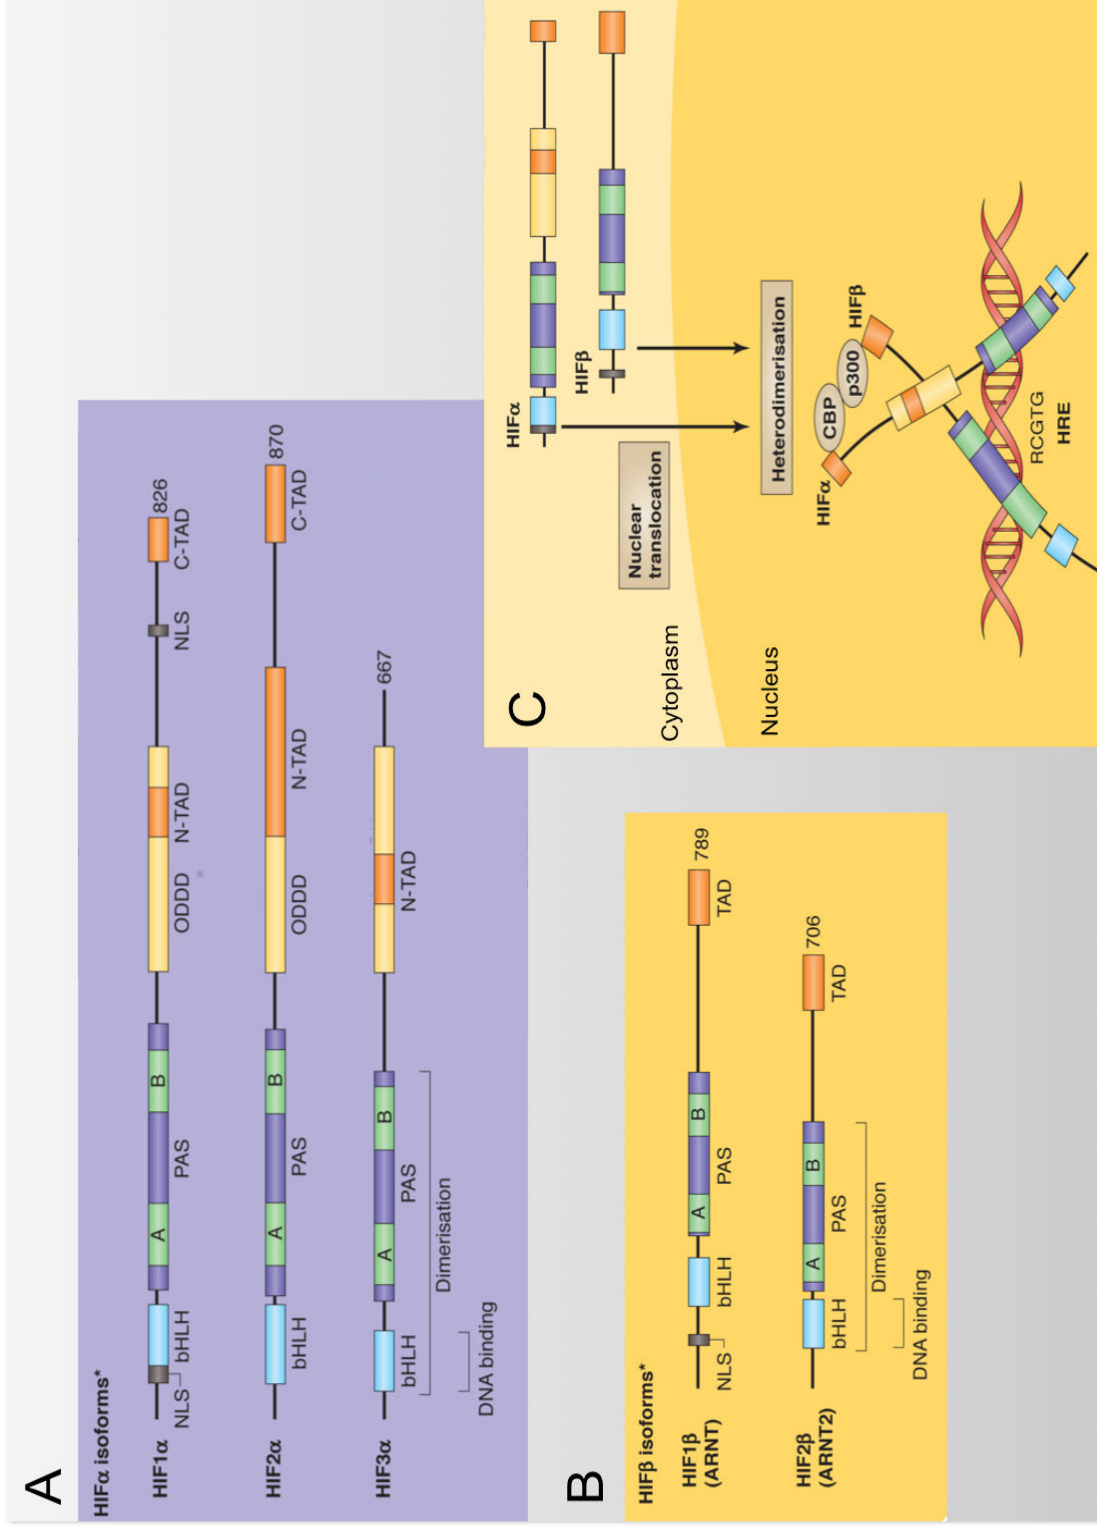 A
HIFα isoforms*
HIF1α
NLS
bHLH
A
PAS
B
ODDD
N-TAD
NLS
C-TAD
826
HIF2α
bHLH
A
PAS
B
ODDD
N-TAD
C-TAD
870
HIF3α
bHLH
A
PAS
B
N-TAD
667
Dimerisation
DNA binding
B
HIFβ isoforms*
HIF1β
(ARNT)
NLS
bHLH
A
PAS
B
TAD
789
HIF2β
(ARNT2)
bHLH
A
PAS
B
TAD
706
Dimerisation
DNA binding
C
HIFα
HIFβ
Cytoplasm
Nuclear
translocation
Nucleus
Heterodimerisation
HIFα
CBP
p300
HIFβ
RCGTG
HRE